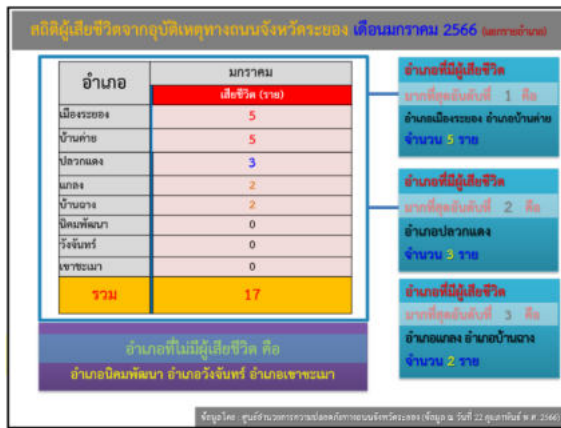 สถิติผู้เสียชีวิตจากอุบัติเหตุทางถนนจังหวัดระยอง เดือนมกราคม 2566 (แยกรายอำเภอ)
อำเภอ มกราคม
เสียชีวิต (ราย)
เมืองระยอง 5
บ้านค่าย 5
ปลวกแดง 3
แกลง 2
บ้านฉาง 2
นิคมพัฒนา 0
วังจันทร์ 0
เขาชะเมา 0
รวม 17
อำเภอที่มีผู้เสียชีวิต
มากที่สุดอันดับที่ 1 คือ
อำเภอเมืองระยอง อำเภอบ้านค่าย
จำนวน 5 ราย
อำเภอที่มีผู้เสียชีวิต
มากที่สุดอันดับที่ 2 คือ
อำเภอปลวกแดง
จำนวน 3 ราย
อำเภอที่มีผู้เสียชีวิต
มากที่สุดอันดับที่ 3 คือ
อำเภอแกลง อำเภอบ้านฉาง
จำนวน 2 ราย
อำเภอที่ไม่มีผู้เสียชีวิต คือ
อำเภอนิคมพัฒนา อำเภอวังจันทร์ อำเภอเขาชะเมา
ข้อมูลโดย : ศูนย์อำนวยการความปลอดภัยทางถนนจังหวัดระยอง (ข้อมูล ณ วันที่ 22 กุมภาพันธ์ พ.ศ. 2566)